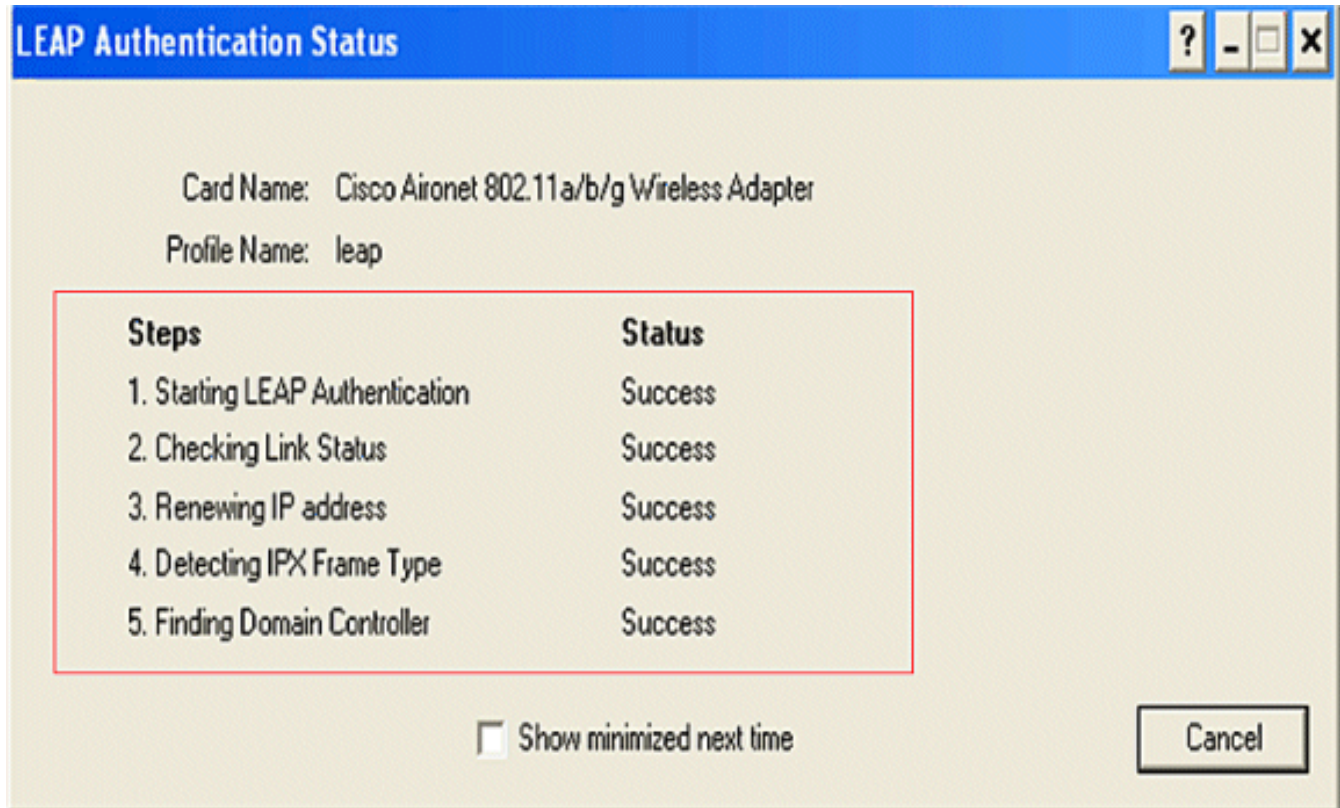 LEAP Authentication Status
Card Name: Cisco Aironet 802.11a/b/g Wireless Adapter
Profile Name: leap
Steps Status
1. Starting LEAP Authentication Success
2. Checking Link Status Success
3. Renewing IP address Success
4. Detecting IPX Frame Type Success
5. Finding Domain Controller Success
Show minimized next time
Cancel